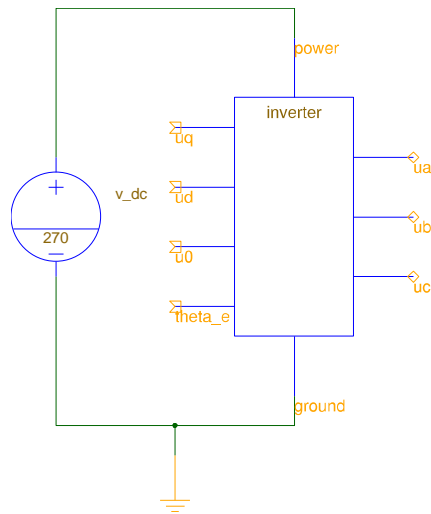 power
inverter
uq
ua
v_dc
ud
ub
270
u0
uc
theta_e
ground